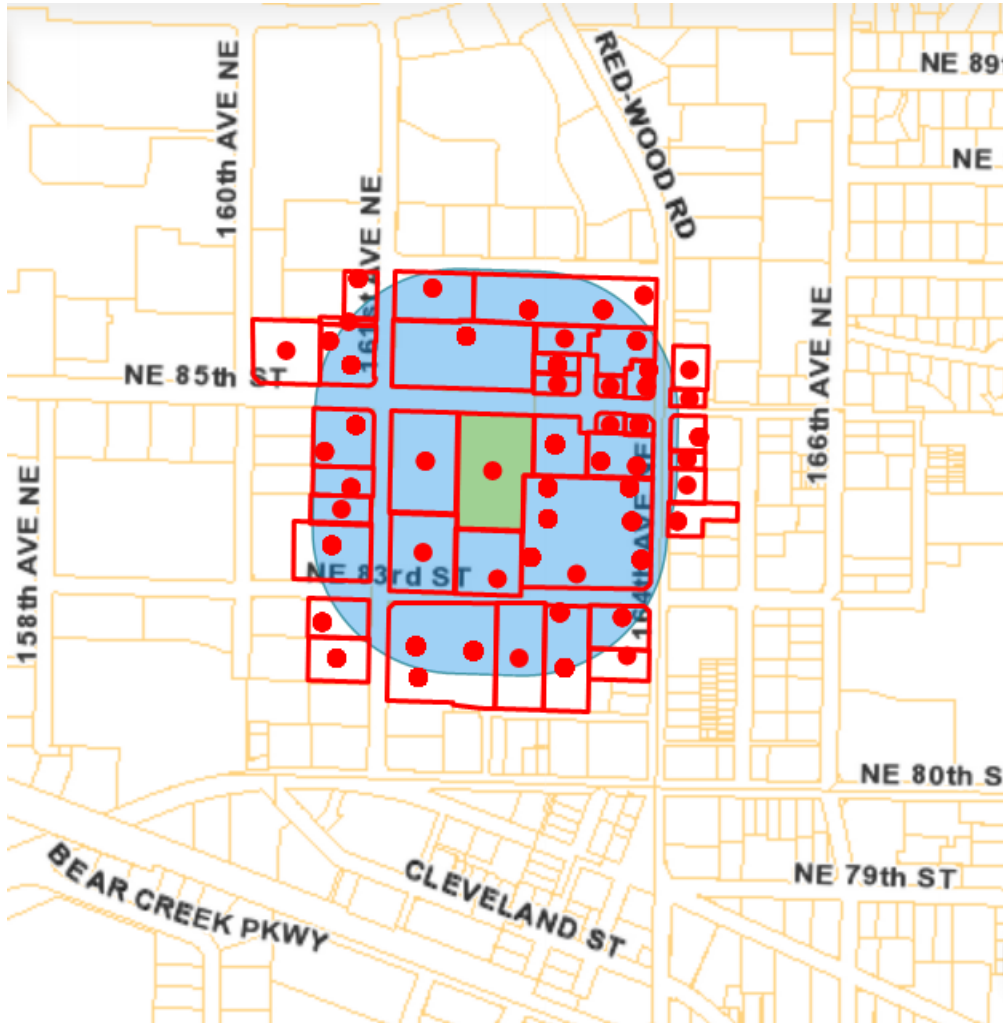 160th AVE NE
RED-WOOD RD
NE 89t
NE
161st AVE NE
NE 85th ST
166th AVE NE
158th AVE NE
164th AVE NE
NE 83rd ST
NE 80th S
NE 79th ST
BEAR CREEK PKWY
CLEVELAND ST